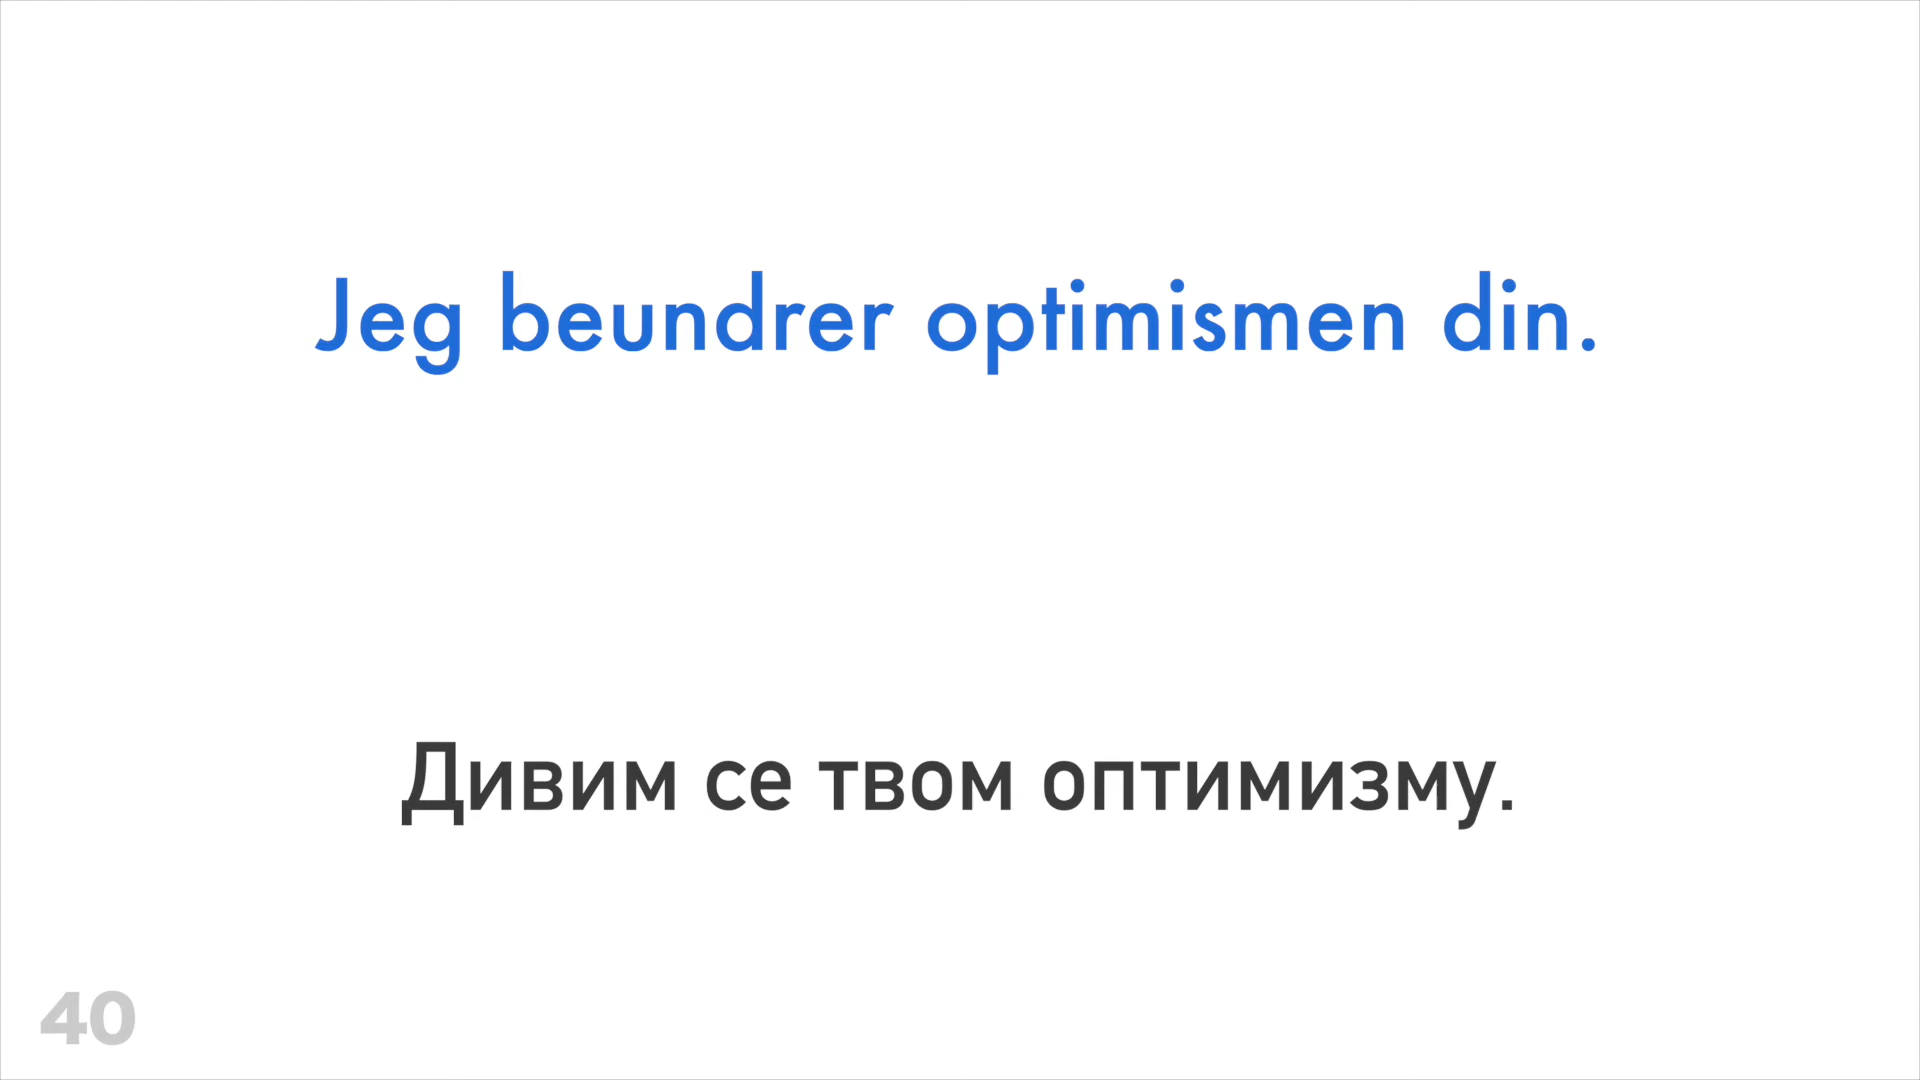 Jeg beundrer optimismen din.
Дивим се твом оптимизму.
40